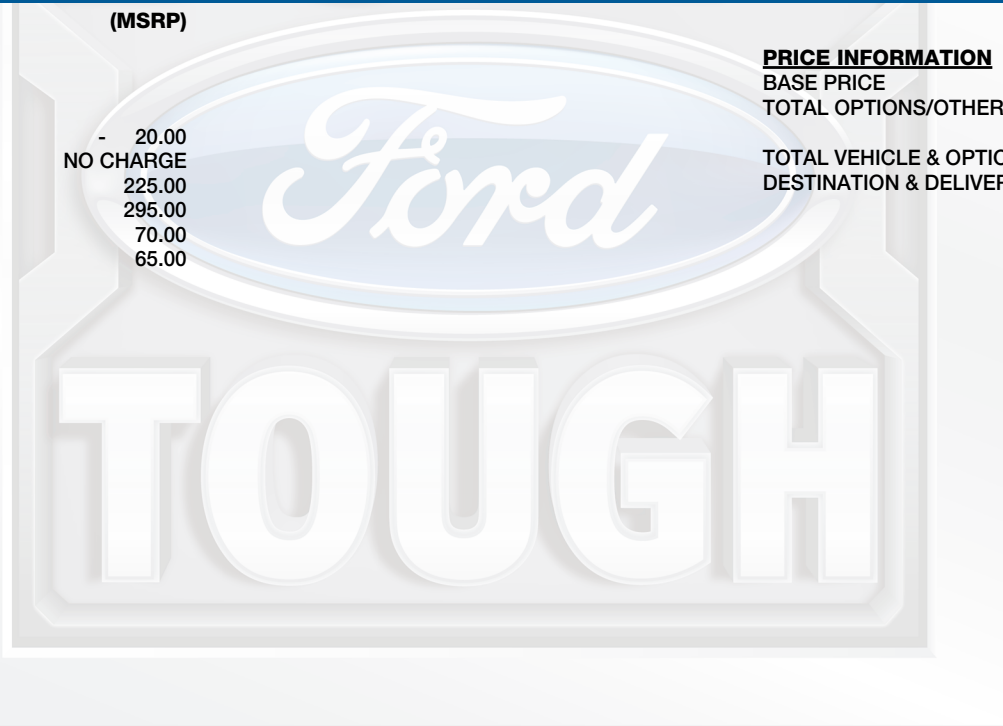 (MSRP)
- 20.00
NO CHARGE
225.00
295.00
70.00
65.00
PRICE INFORMATION
BASE PRICE
TOTAL OPTIONS/OTHER
TOTAL VEHICLE & OPTIO
DESTINATION & DELIVER
Ford
TOUGH